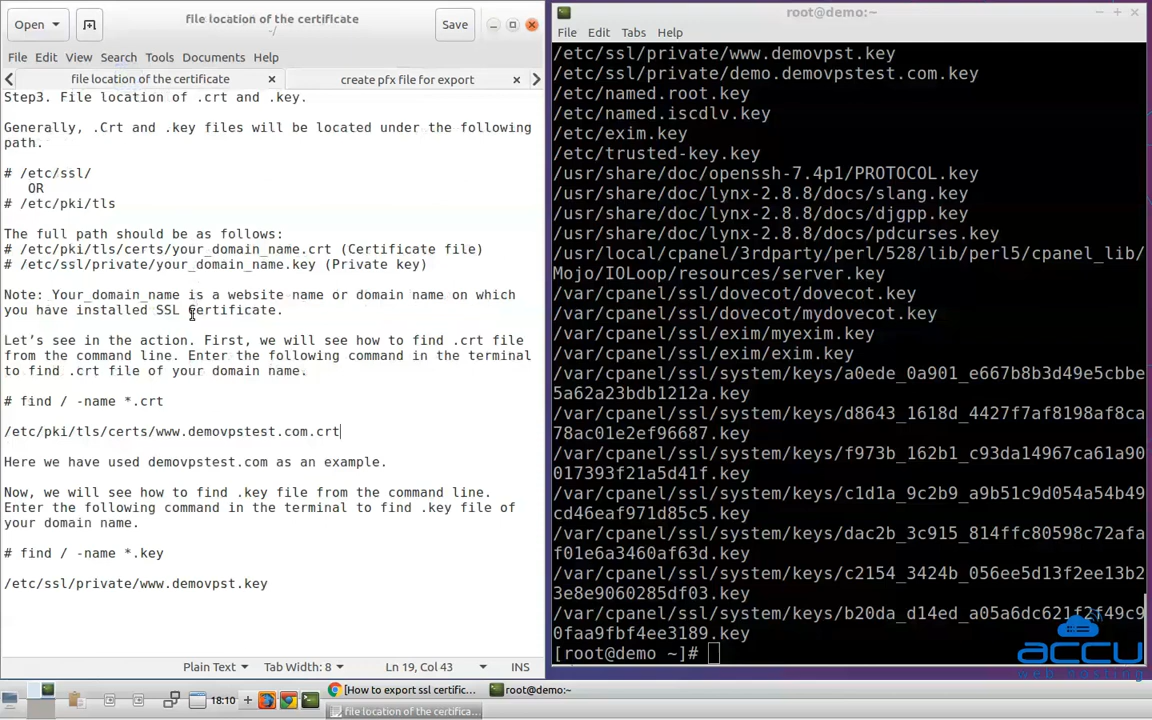 Open
file location of the certificate
~/
Save
File Edit View Search Tools Documents Help
file location of the certificate
create pfx file for export
Step3. File location of .crt and .key.
Generally, .Crt and .key files will be located under the following
path.
# /etc/ssl/
OR
# /etc/pki/tls
The full path should be as follows:
# /etc/pki/tls/certs/your_domain_name.crt (Certificate file)
# /etc/ssl/private/your_domain_name.key (Private key)
Note: Your_domain_name is a website name or domain name on which
you have installed SSL Certificate.
Let’s see in the action. First, we will see how to find .crt file
from the command line. Enter the following command in the terminal
to find .crt file of your domain name.
# find / -name *.crt
/etc/pki/tls/certs/www.demovpstest.com.crt
Here we have used demovpstest.com as an example.
Now, we will see how to find .key file from the command line.
Enter the following command in the terminal to find .key file of
your domain name.
# find / -name *.key
/etc/ssl/private/www.demovpst.key
Plain Text Tab Width: 8 Ln 19, Col 43 INS
root@demo:~
File Edit Tabs Help
/etc/ssl/private/www.demovpst.key
/etc/ssl/private/demo.demovpstest.com.key
/etc/named.root.key
/etc/named.iscdlv.key
/etc/exim.key
/etc/trusted-key.key
/usr/share/doc/openssh-7.4p1/PROTOCOL.key
/usr/share/doc/lynx-2.8.8/docs/slang.key
/usr/share/doc/lynx-2.8.8/docs/djgpp.key
/usr/share/doc/lynx-2.8.8/docs/pdcurses.key
/usr/local/cpanel/3rdparty/perl/528/lib/perl5/cpanel_lib/
Mojo/IOLoop/resources/server.key
/var/cpanel/ssl/dovecot/dovecot.key
/var/cpanel/ssl/dovecot/mydovecot.key
/var/cpanel/ssl/exim/myexim.key
/var/cpanel/ssl/exim/exim.key
/var/cpanel/ssl/system/keys/a0ede_0a901_e667b8b3d49e5cbbe
5a62a23bdb1212a.key
/var/cpanel/ssl/system/keys/d8643_1618d_4427f7af8198af8ca
78ac01e2ef96687.key
/var/cpanel/ssl/system/keys/f973b_162b1_c93da14967ca61a90
017393f21a5d41f.key
/var/cpanel/ssl/system/keys/c1d1a_9c2b9_a9b51c9d054a54b49
cd46eaf971d85c5.key
/var/cpanel/ssl/system/keys/dac2b_3c915_814ffc80598c72afa
f01e6a3460af63d.key
/var/cpanel/ssl/system/keys/c2154_3424b_056ee5d13f2ee13b2
3e8e9060285df03.key
/var/cpanel/ssl/system/keys/b20da_d14ed_a05a6dc621f2f49c9
0faa9fbf4ee3189.key
[root@demo ~]#
accu
web hosting
18:10
[How to export ssl certific...
root@demo:~
file location of the certifica...